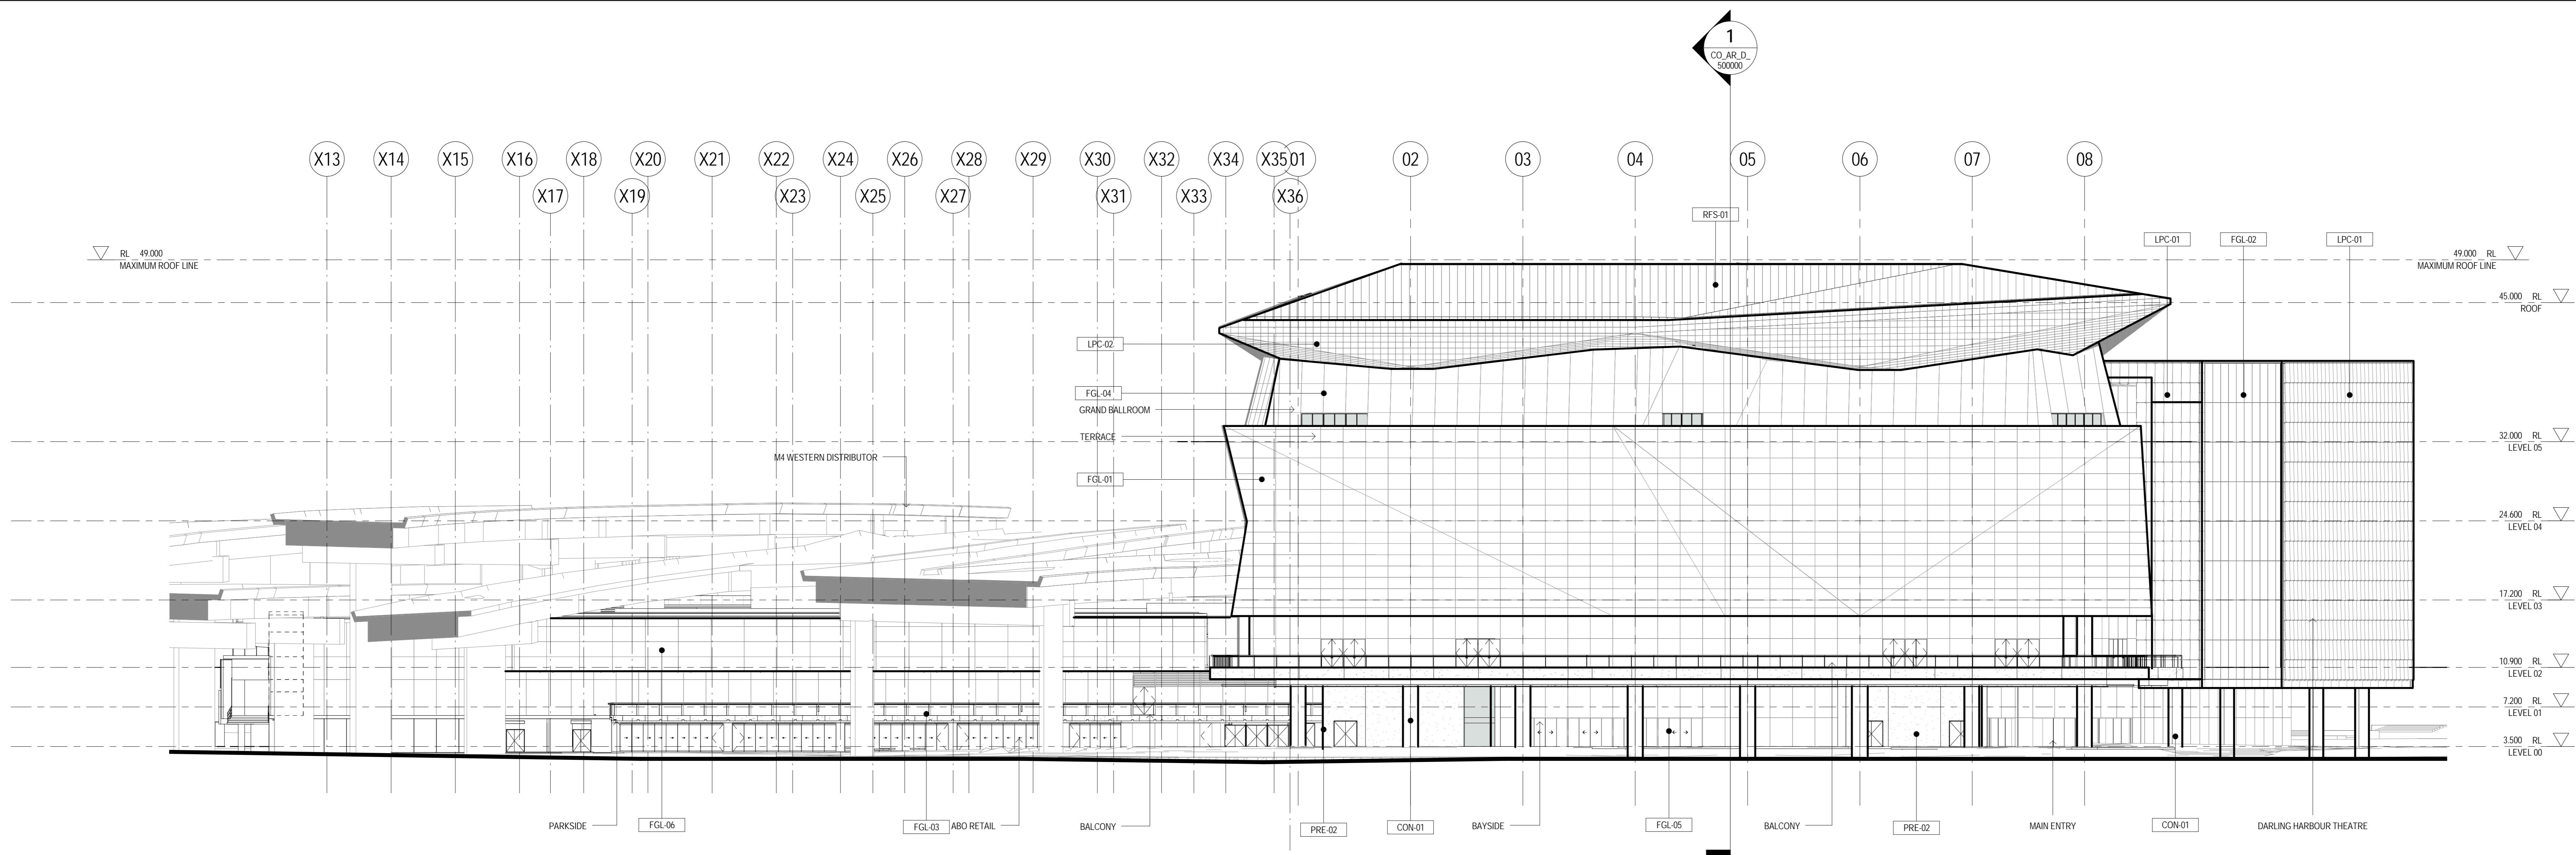 1
CO_AR_D_
500000
X13
X14
X15
X16
X18
X20
X21
X22
X24
X26
X28
X29
X30
X32
X34
X35
01
02
03
04
05
06
07
08
X17
X19
X23
X25
X27
X31
X33
X36
RFS-01
LPC-01
FGL-02
LPC-01
RL 49.000
MAXIMUM ROOF LINE
49.000 RL
MAXIMUM ROOF LINE
45.000 RL
ROOF
LPC-02
FGL-04
GRAND BALLROOM
TERRACE
32.000 RL
LEVEL 05
M4 WESTERN DISTRIBUTOR
FGL-01
24.600 RL
LEVEL 04
17.200 RL
LEVEL 03
10.900 RL
LEVEL 02
7.200 RL
LEVEL 01
3.500 RL
LEVEL 00
PARKSIDE
FGL-06
FGL-03
ABO RETAIL
BALCONY
PRE-02
CON-01
BAYSIDE
FGL-05
BALCONY
PRE-02
MAIN ENTRY
CON-01
DARLING HARBOUR THEATRE